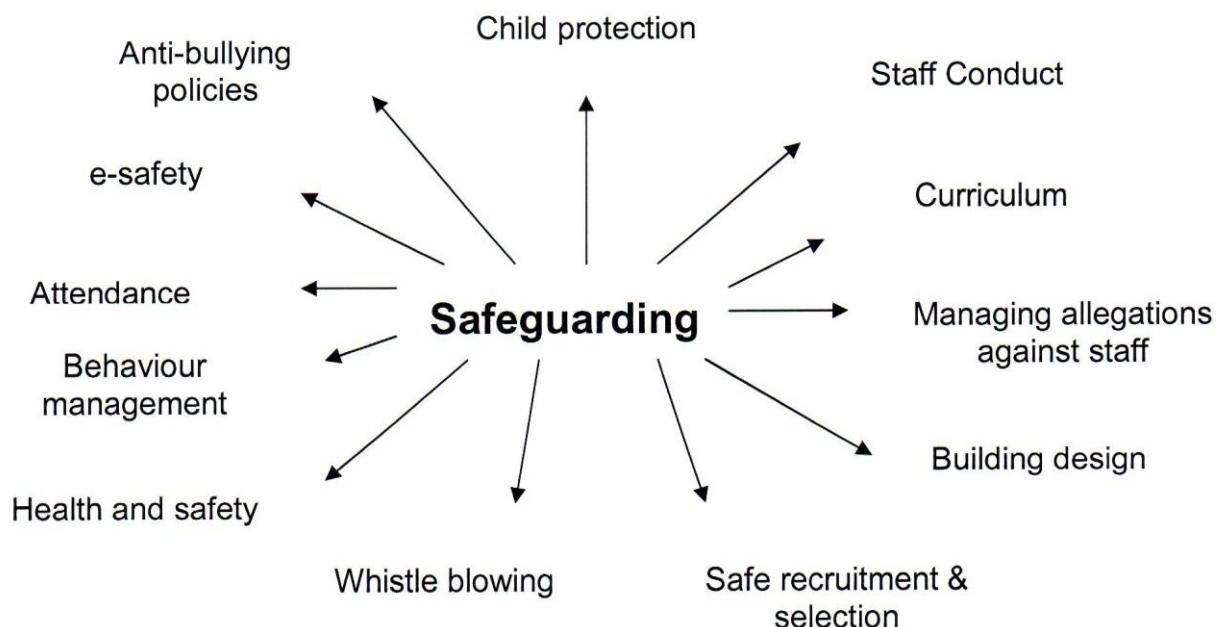 Child protection
Anti-bullying
policies
Staff Conduct
e-safety
Curriculum
Attendance
Safeguarding
Managing allegations
against staff
Behaviour
management
Building design
Health and safety
Whistle blowing
Safe recruitment &
selection